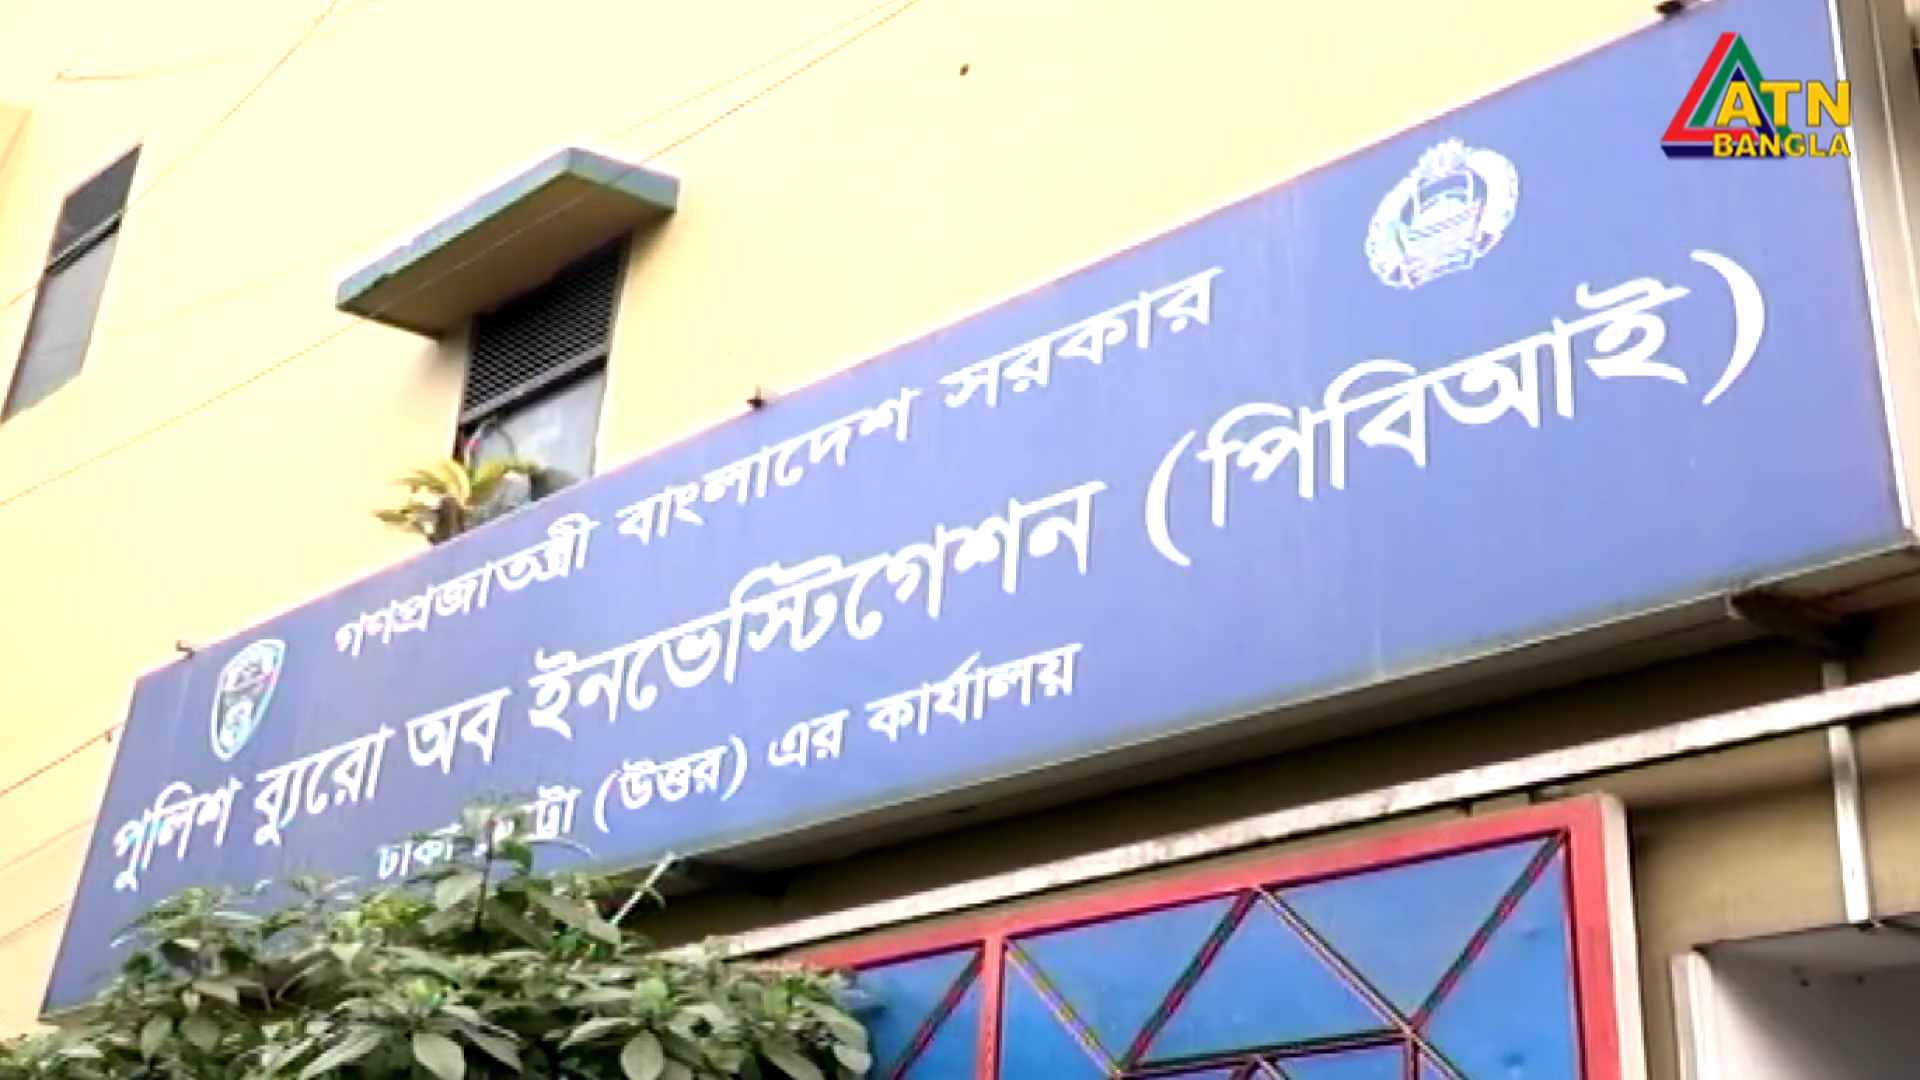 ATN
BANGLA
গণপ্রজাতন্ত্রী বাংলাদেশ সরকার
পুলিশ ব্যুরো অব ইনভেস্টিগেশন (পিবিআই)
ঢাকা (উত্তর) এর কার্যালয়